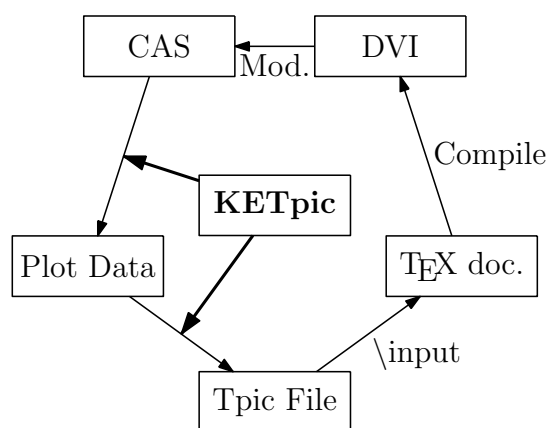 CAS
DVI
Mod.
Compile
KETpic
Plot Data
TEX doc.
\input
Tpic File